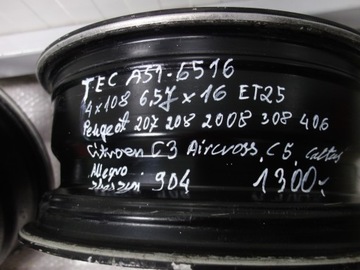 TEC AS1-6516
4x108 6,5J x 16 ET25
Peugeot 207 208 2008 308 406
Citroen C3 Aircross, C5, Cactus
Allegro 904 1300,-